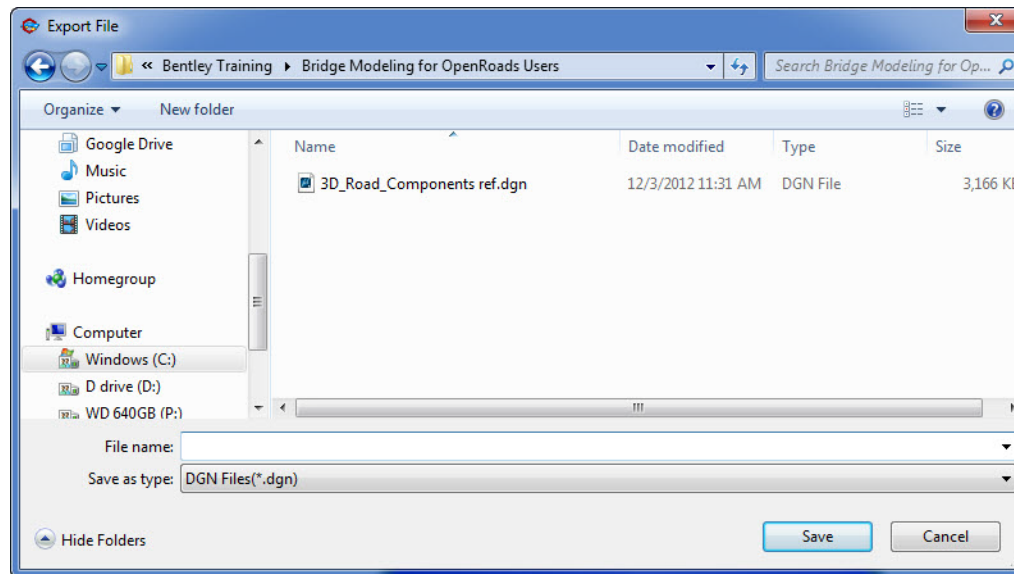 Export File
« Bentley Training ▸ Bridge Modeling for OpenRoads Users
Search Bridge Modeling for Op...
Organize New folder
Google Drive
Music
Pictures
Videos
Homegroup
Computer
Windows (C:)
D drive (D:)
WD 640GB (P:)
Name Date modified Type Size
3D_Road_Components ref.dgn 12/3/2012 11:31 AM DGN File 3,166 K
File name:
Save as type: DGN Files(*.dgn)
Hide Folders Save Cancel